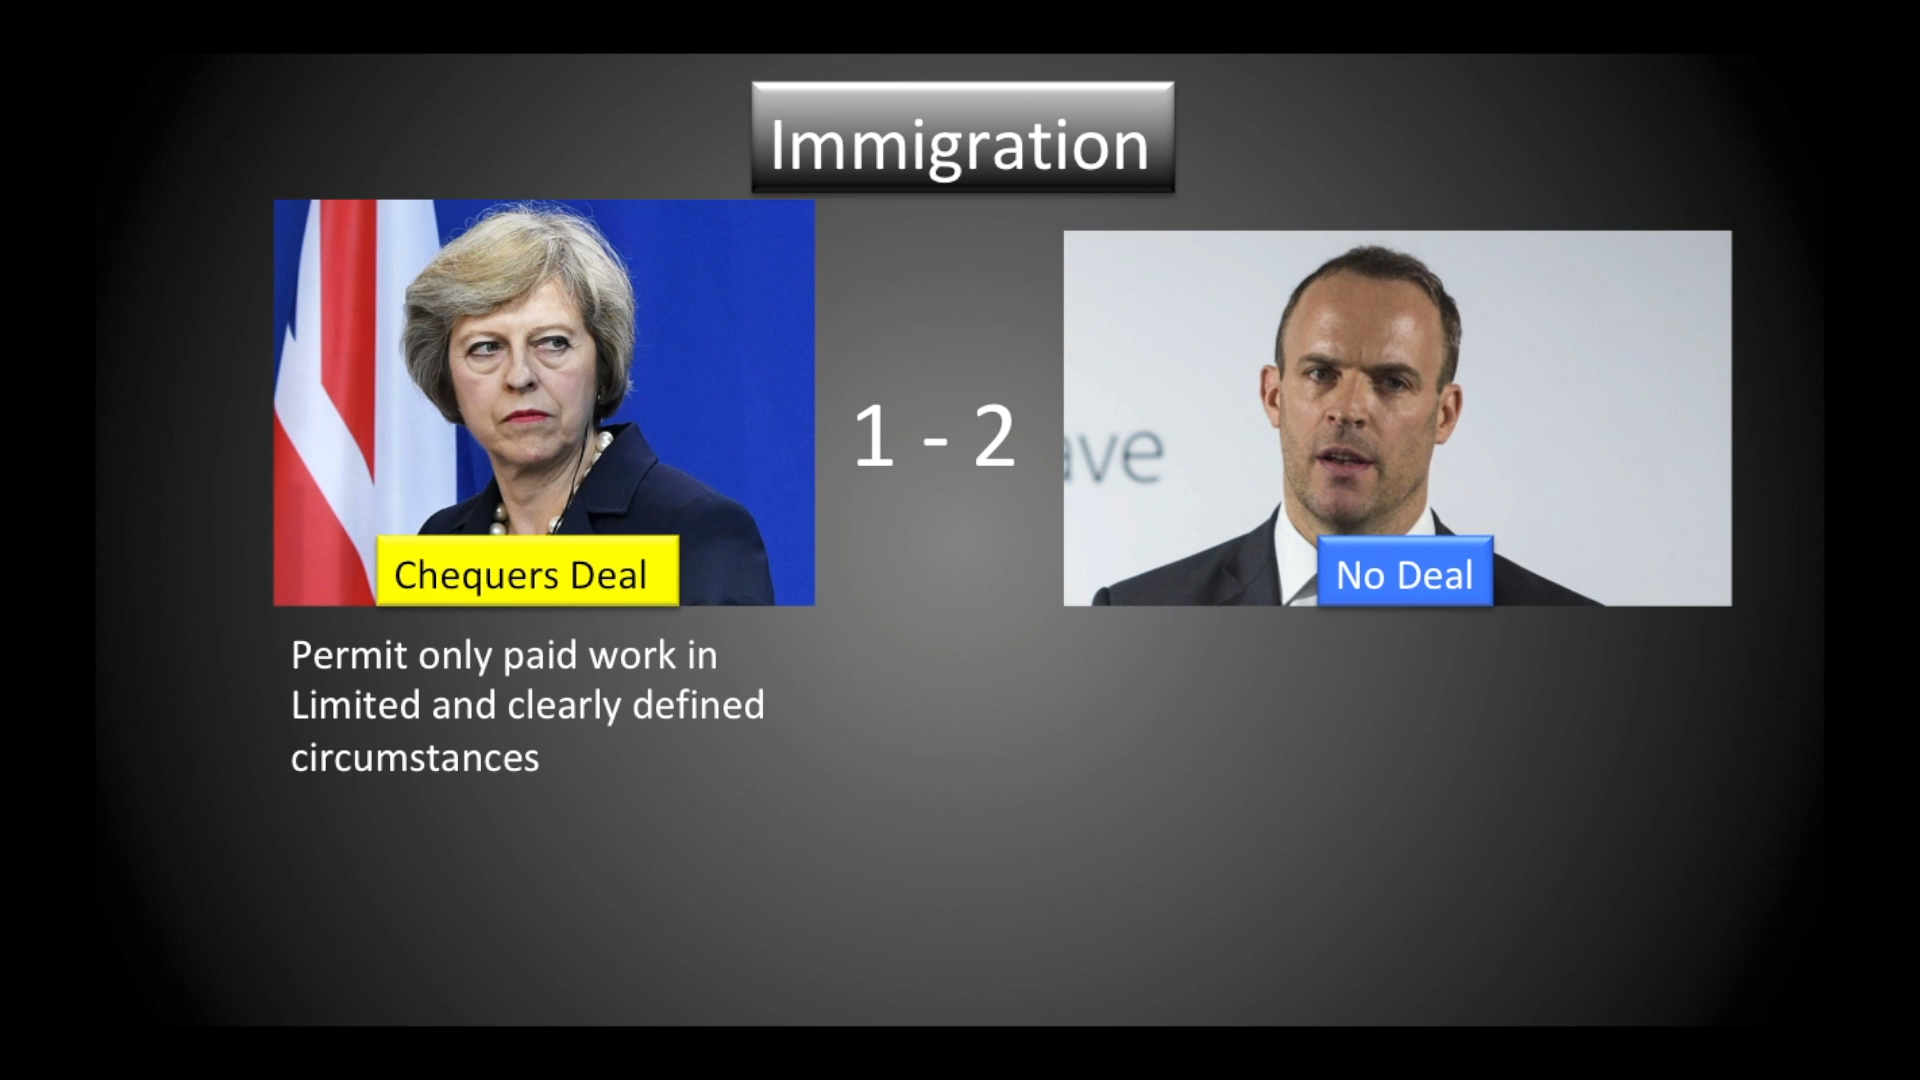 Immigration
1 - 2
ave
Chequers Deal
No Deal
Permit only paid work in
Limited and clearly defined
circumstances